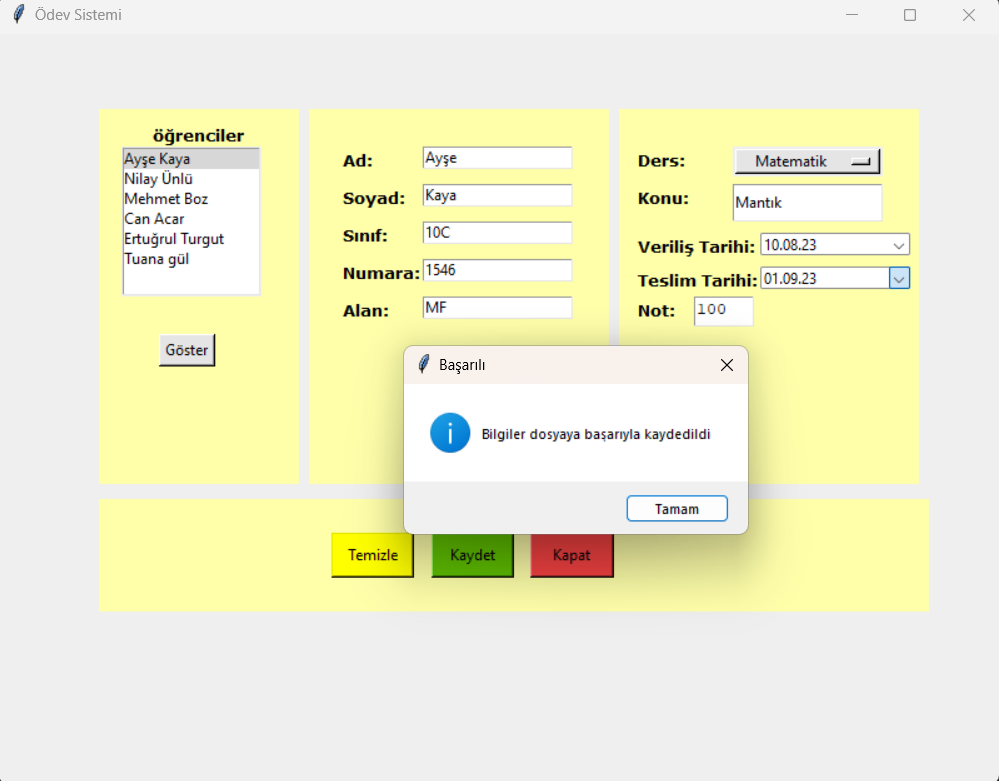 Ödev Sistemi
öğrenciler
Ayşe Kaya
Nilay Ünlü
Mehmet Boz
Can Acar
Ertuğrul Turgut
Tuana gül
Göster
Ad: Ayşe
Soyad: Kaya
Sınıf: 10C
Numara: 1546
Alan: MF
Ders: Matematik
Konu: Mantık
Veriliş Tarihi: 10.08.23
Teslim Tarihi: 01.09.23
Not: 100
Başarılı
Bilgiler dosyaya başarıyla kaydedildi
Tamam
Temizle
Kaydet
Kapat